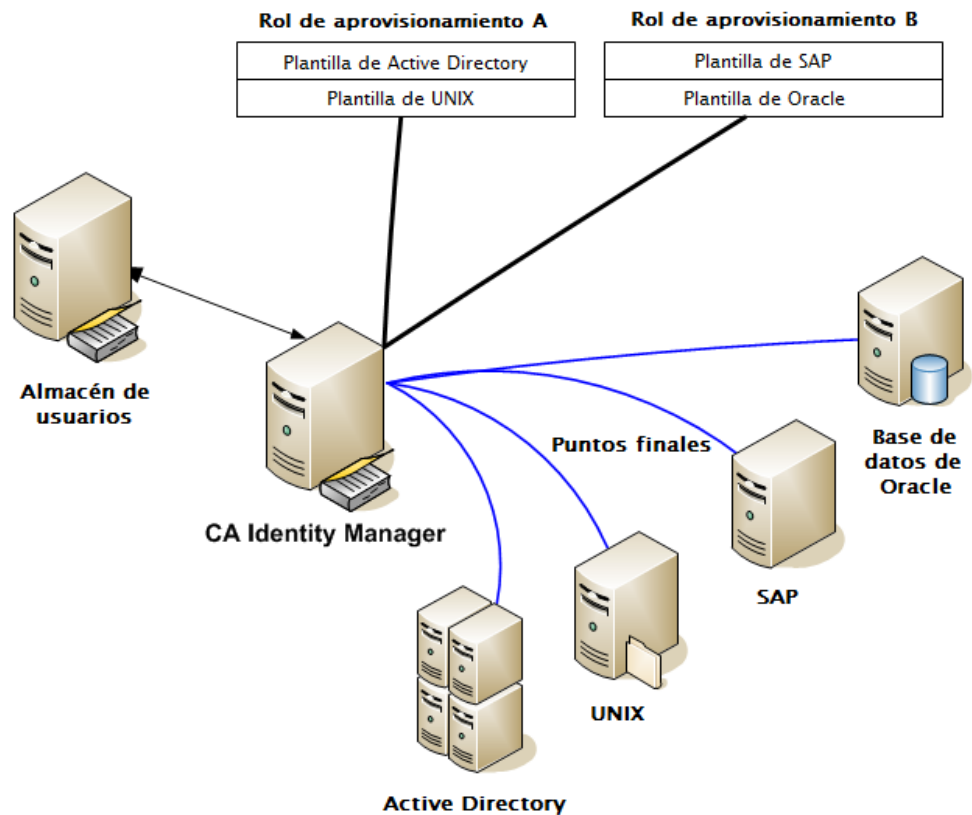 Rol de aprovisionamiento A
Plantilla de Active Directory
Plantilla de UNIX
Rol de aprovisionamiento B
Plantilla de SAP
Plantilla de Oracle
Almacén de
usuarios
CA Identity Manager
Puntos finales
Base de
datos de
Oracle
SAP
UNIX
Active Directory